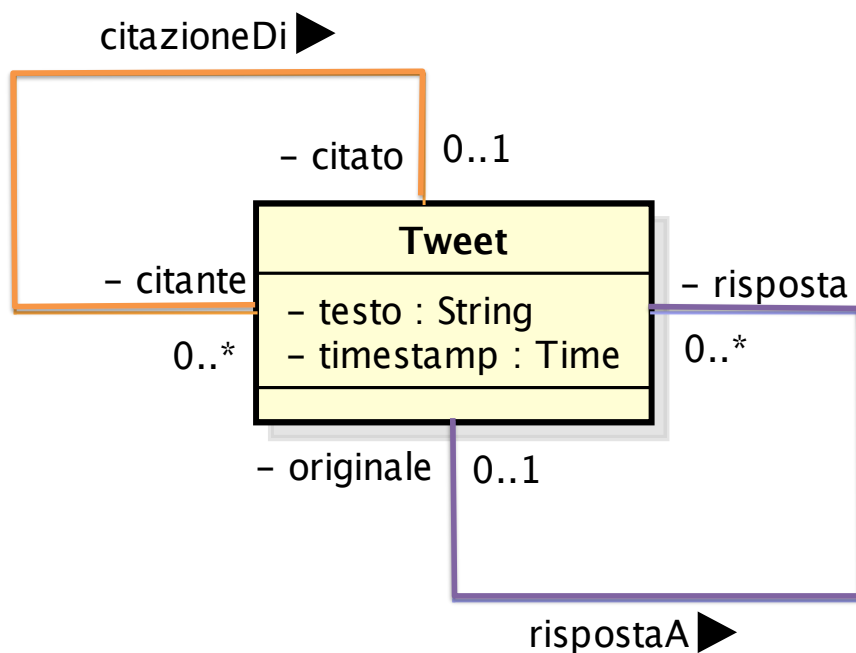 citazioneDi ▶
– citato 0..1
Tweet
– citante
– risposta
– testo : String
0..*
– timestamp : Time
0..*
– originale 0..1
rispostaA ▶